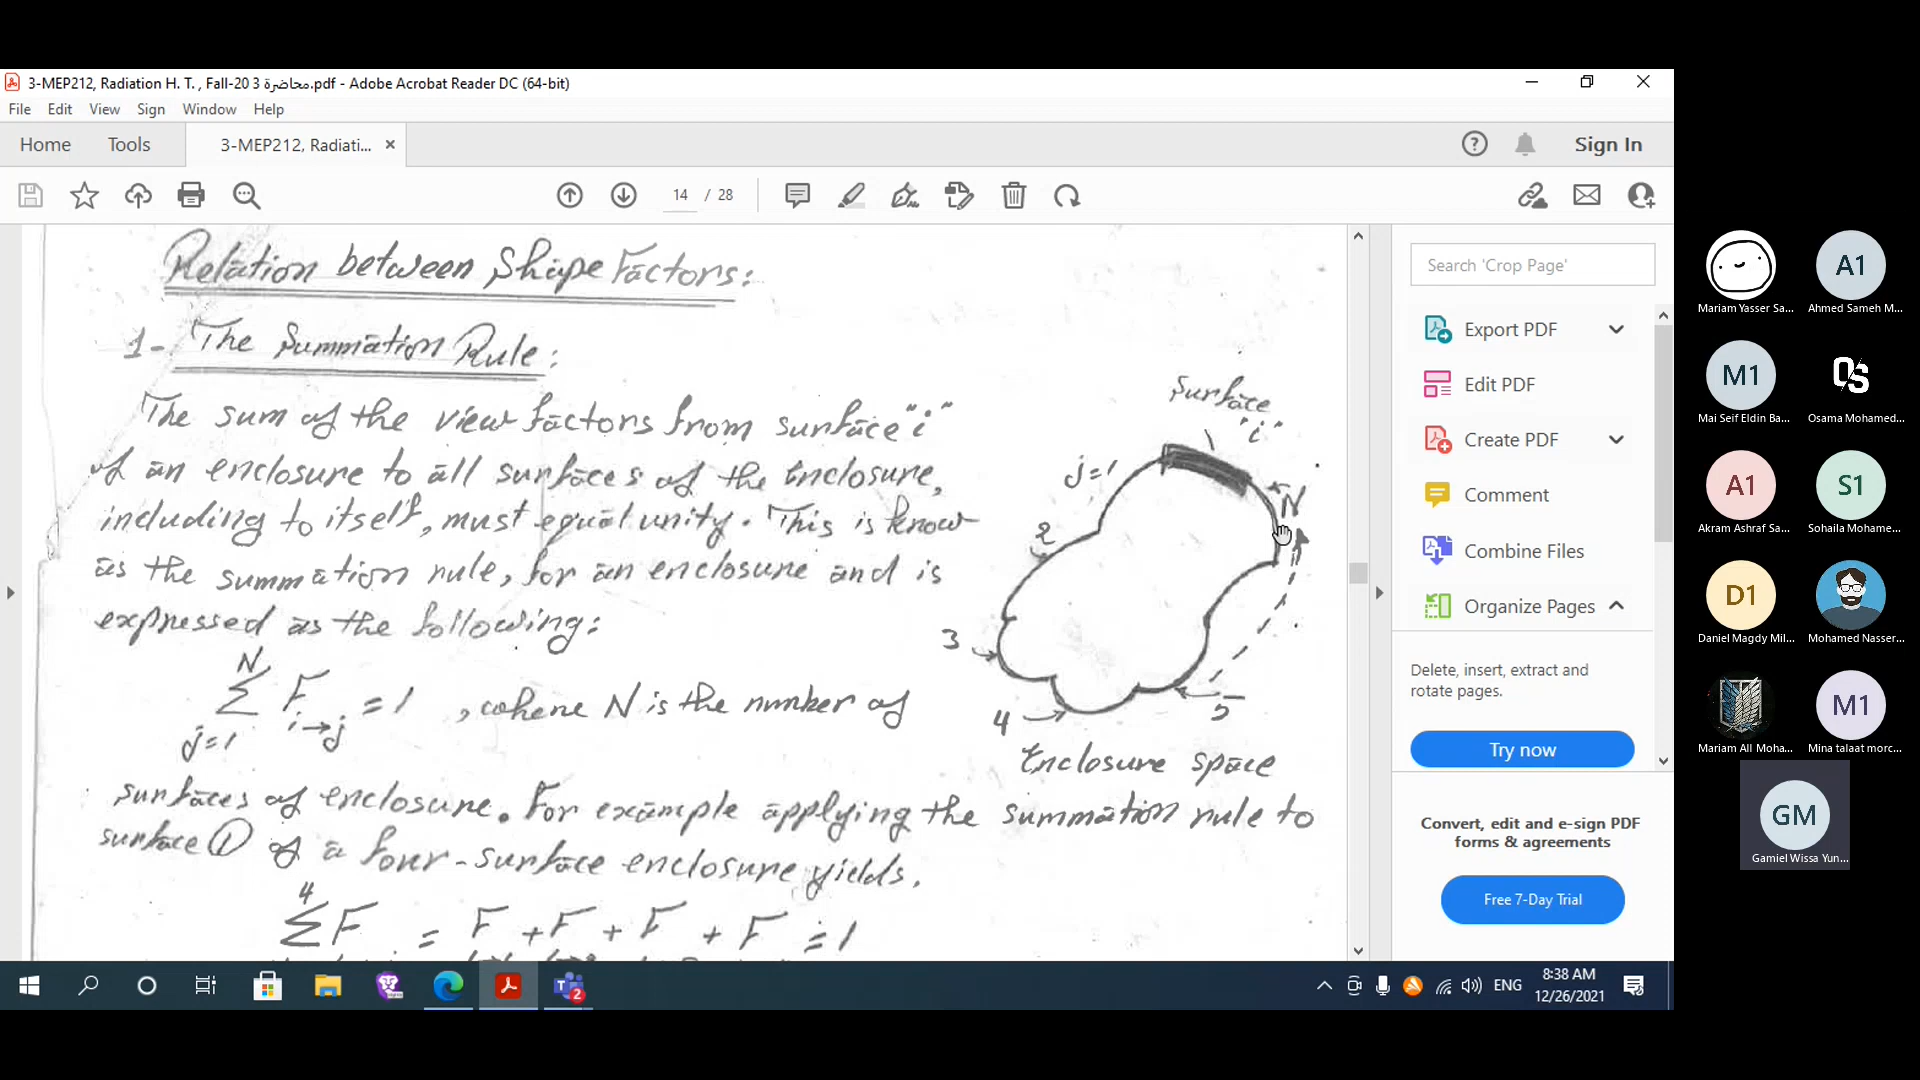 3-MEP212, Radiation H. T. , Fall-20 3 محاضرة.pdf - Adobe Acrobat Reader DC (64-bit)
File Edit View Sign Window Help
Home Tools 3-MEP212, Radiati... × Sign In
14 / 28
Relation between Shape Factors:
1- The Summation Rule:
The sum of the view factors from surface "i"
of an enclosure to all surfaces of the enclosure,
including to itself, must equal unity. This is know
as the summation rule, for an enclosure and is
expressed as the following:
N
∑ F = 1 , where N is the number of
j=1 i→j
surfaces of enclosure. For example applying the summation rule to
surface ① of a four-surface enclosure yields.
4
∑ F = F + F + F + F = 1
Surface
"i"
j=1
N
2
3
4
5
Enclosure space
Search 'Crop Page'
Export PDF
Edit PDF
Create PDF
Comment
Combine Files
Organize Pages
Delete, insert, extract and
rotate pages.
Try now
Convert, edit and e-sign PDF
forms & agreements
Free 7-Day Trial
A1
Mariam Yasser Sa... Ahmed Sameh M...
M1 OS
Mai Seif Eldin Ba... Osama Mohamed...
A1 S1
Akram Ashraf Sa... Sohaila Mohame...
D1
Daniel Magdy Mil... Mohamed Nasser...
M1
Mariam All Moha... Mina talaat morc...
GM
Gamiel Wissa Yun...
2
ENG
8:38 AM
12/26/2021